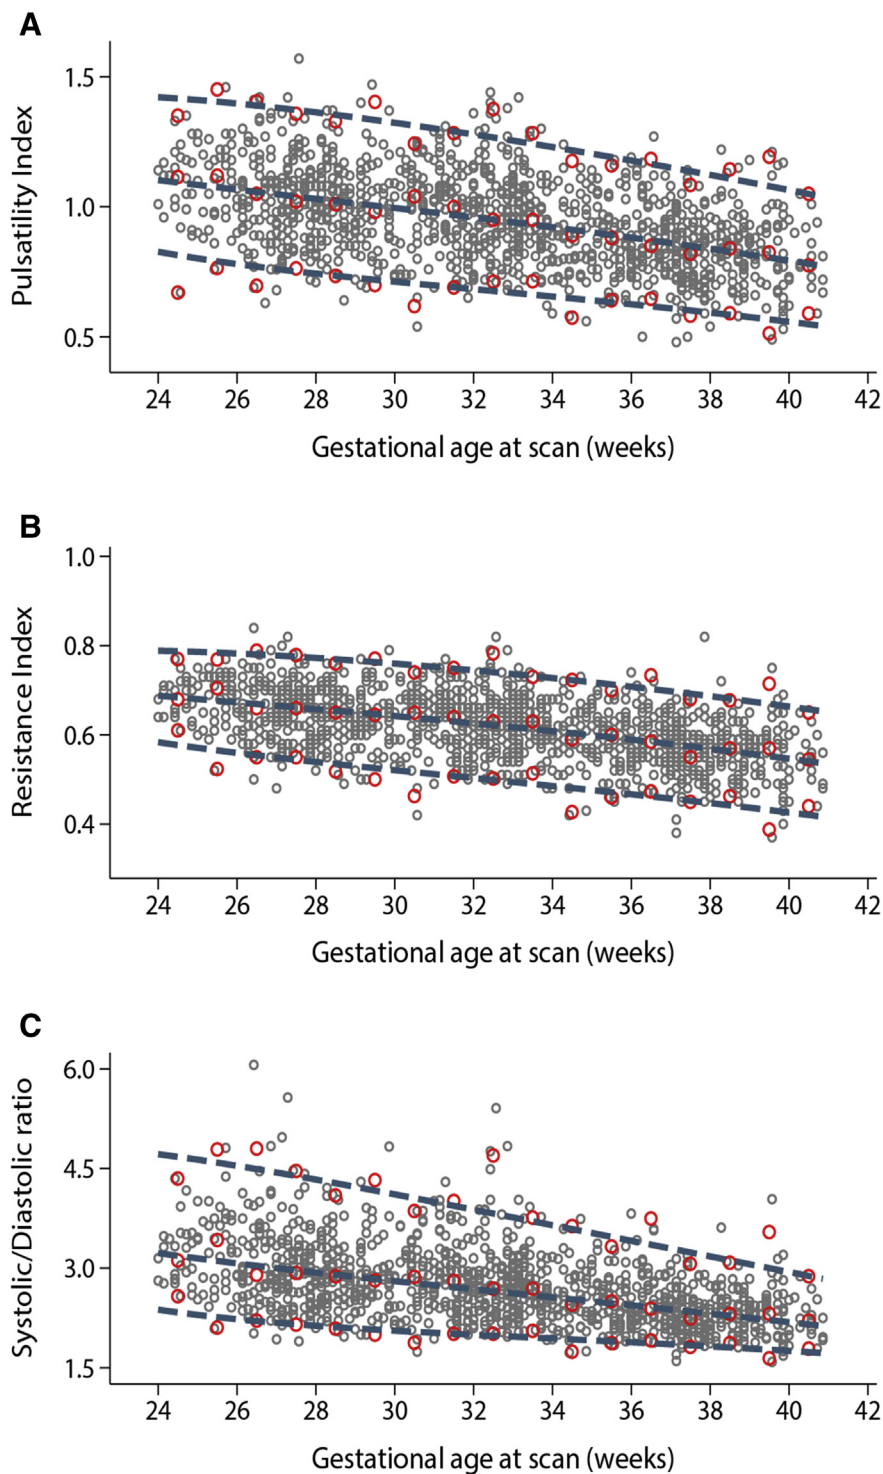 A
Pulsatility Index
1.5
1.0
0.5
24 26 28 30 32 34 36 38 40 42
Gestational age at scan (weeks)
B
Resistance Index
1.0
0.8
0.6
0.4
24 26 28 30 32 34 36 38 40 42
Gestational age at scan (weeks)
C
Systolic/Diastolic ratio
6.0
4.5
3.0
1.5
24 26 28 30 32 34 36 38 40 42
Gestational age at scan (weeks)